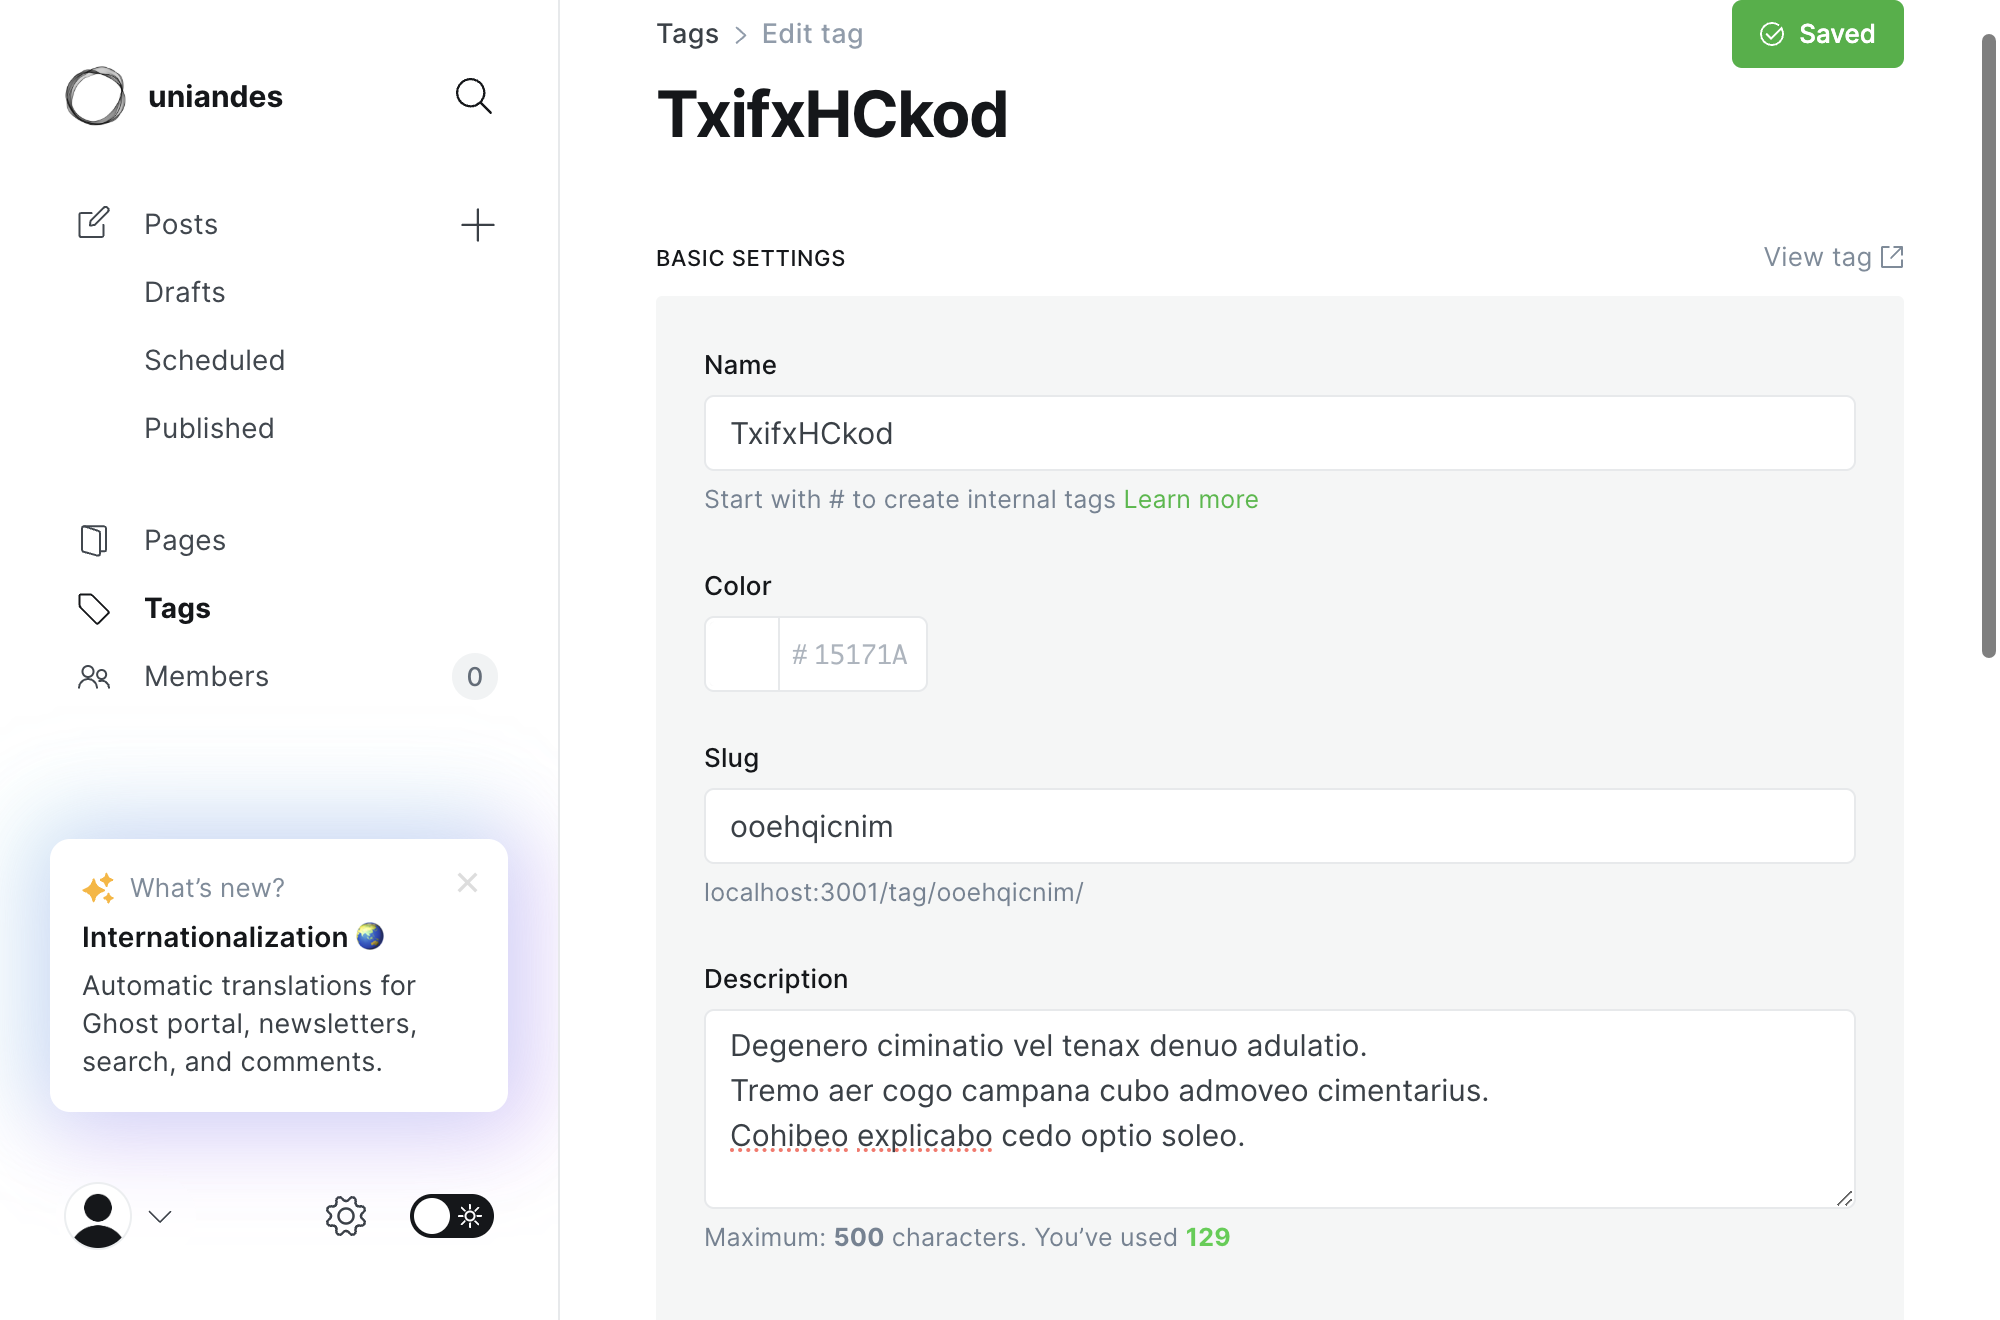 uniandes
Posts
Drafts
Scheduled
Published
Pages
Tags
Members
0
What’s new?
Internationalization
Automatic translations for
Ghost portal, newsletters,
search, and comments.
Tags > Edit tag
Saved
TxifxHCkod
BASIC SETTINGS
View tag
Name
TxifxHCkod
Start with # to create internal tags Learn more
Color
# 15171A
Slug
ooehqicnim
localhost:3001/tag/ooehqicnim/
Description
Degenero ciminatio vel tenax denuo adulatio.
Tremo aer cogo campana cubo admoveo cimentarius.
Cohibeo explicabo cedo optio soleo.
Maximum: 500 characters. You’ve used 129